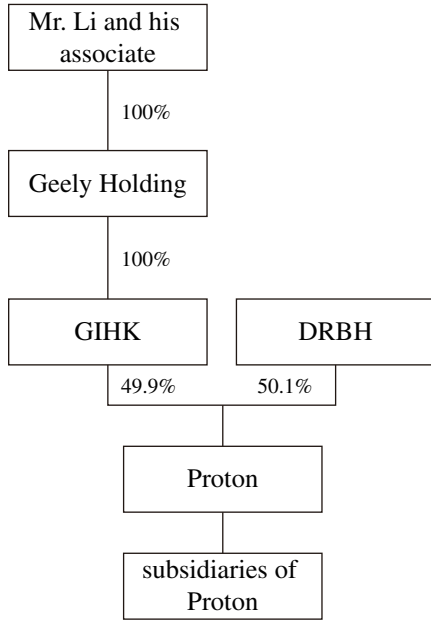 Mr. Li and his
associate
100%
Geely Holding
100%
GIHK
DRBH
49.9%
50.1%
Proton
subsidiaries of
Proton